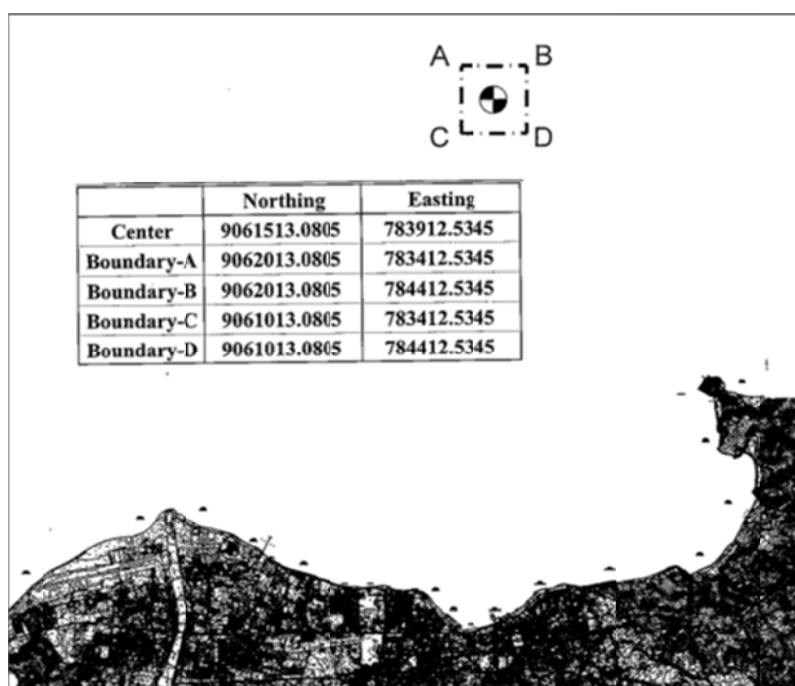 A B
C D
Northing Easting
Center 9061513.0805 783912.5345
Boundary-A 9062013.0805 783412.5345
Boundary-B 9062013.0805 784412.5345
Boundary-C 9061013.0805 783412.5345
Boundary-D 9061013.0805 784412.5345